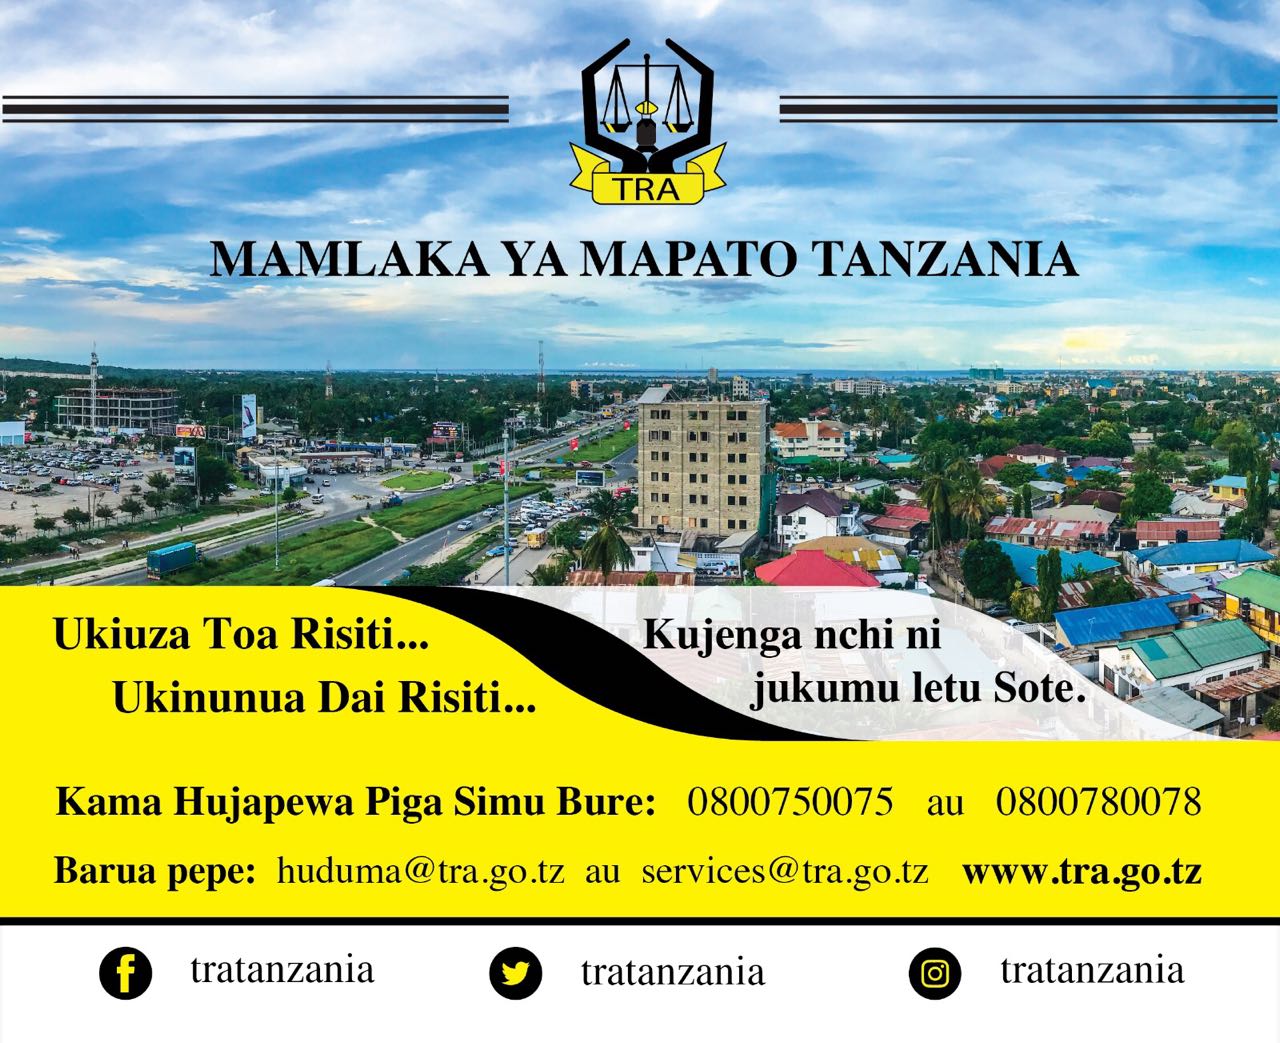 TRA
MAMLAKA YA MAPATO TANZANIA
Ukiuza Toa Risiti...
Ukinunua Dai Risiti...
Kujenga nchi ni
jukumu letu Sote.
Kama Hujapewa Piga Simu Bure: 0800750075 au 0800780078
Barua pepe: huduma@tra.go.tz au services@tra.go.tz www.tra.go.tz
tratanzania
tratanzania
tratanzania